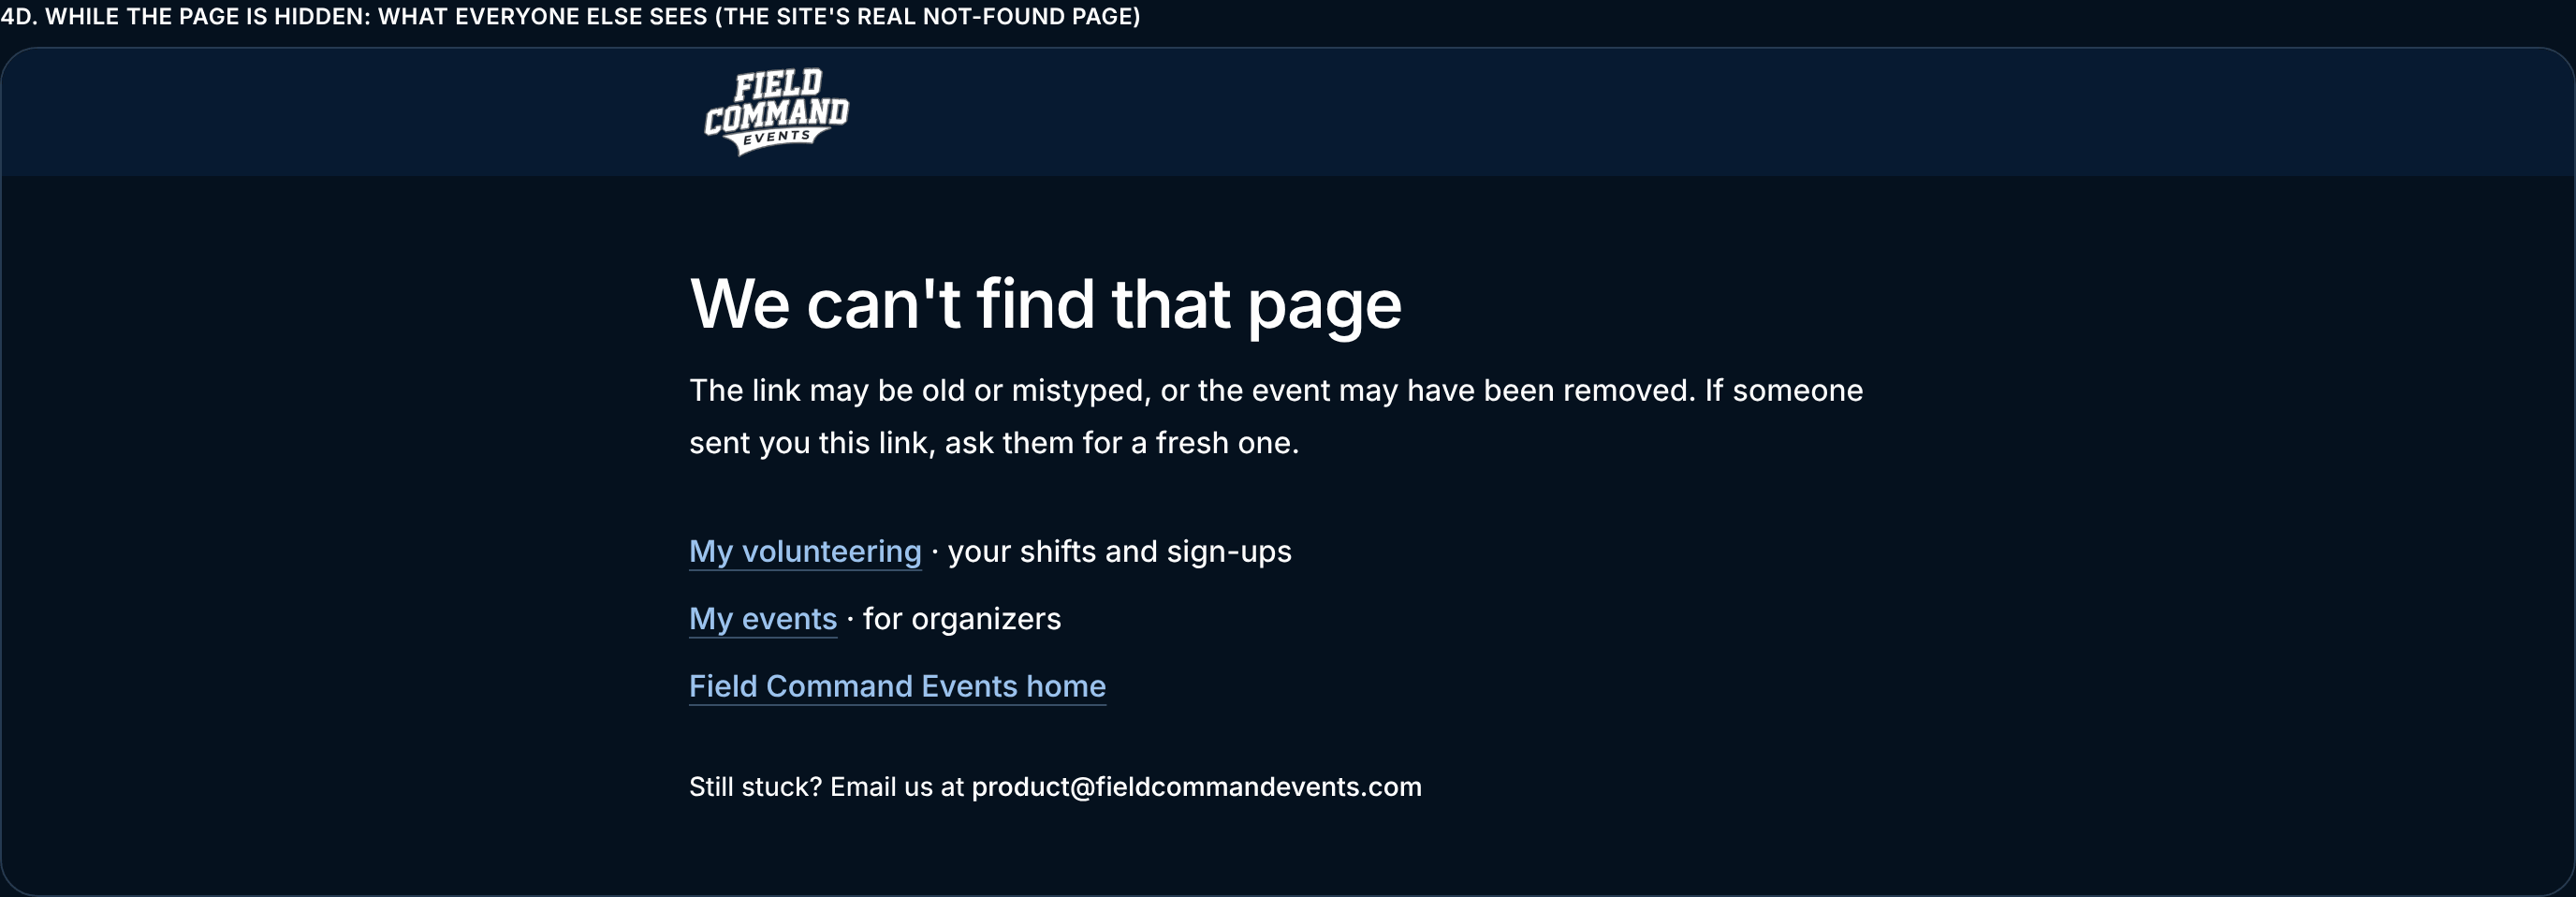 4D. WHILE THE PAGE IS HIDDEN: WHAT EVERYONE ELSE SEES (THE SITE'S REAL NOT-FOUND PAGE)
FIELD
COMMAND
EVENTS
We can't find that page
The link may be old or mistyped, or the event may have been removed. If someone
sent you this link, ask them for a fresh one.
My volunteering · your shifts and sign-ups
My events · for organizers
Field Command Events home
Still stuck? Email us at product@fieldcommandevents.com